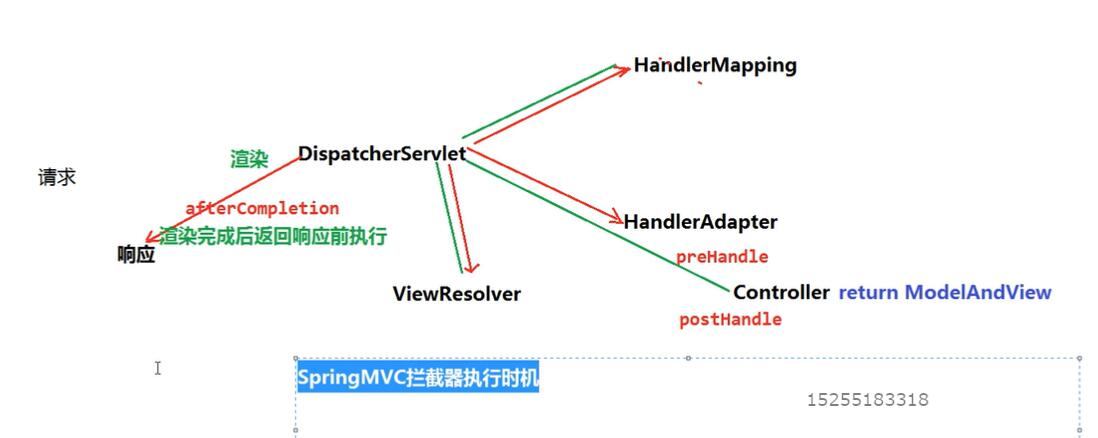 HandlerMapping
渲染
DispatcherServlet
请求
afterCompletion
渲染完成后返回响应前执行
响应
HandlerAdapter
preHandle
ViewResolver
Controller return ModelAndView
postHandle
SpringMVC拦截器执行时机
15255183318